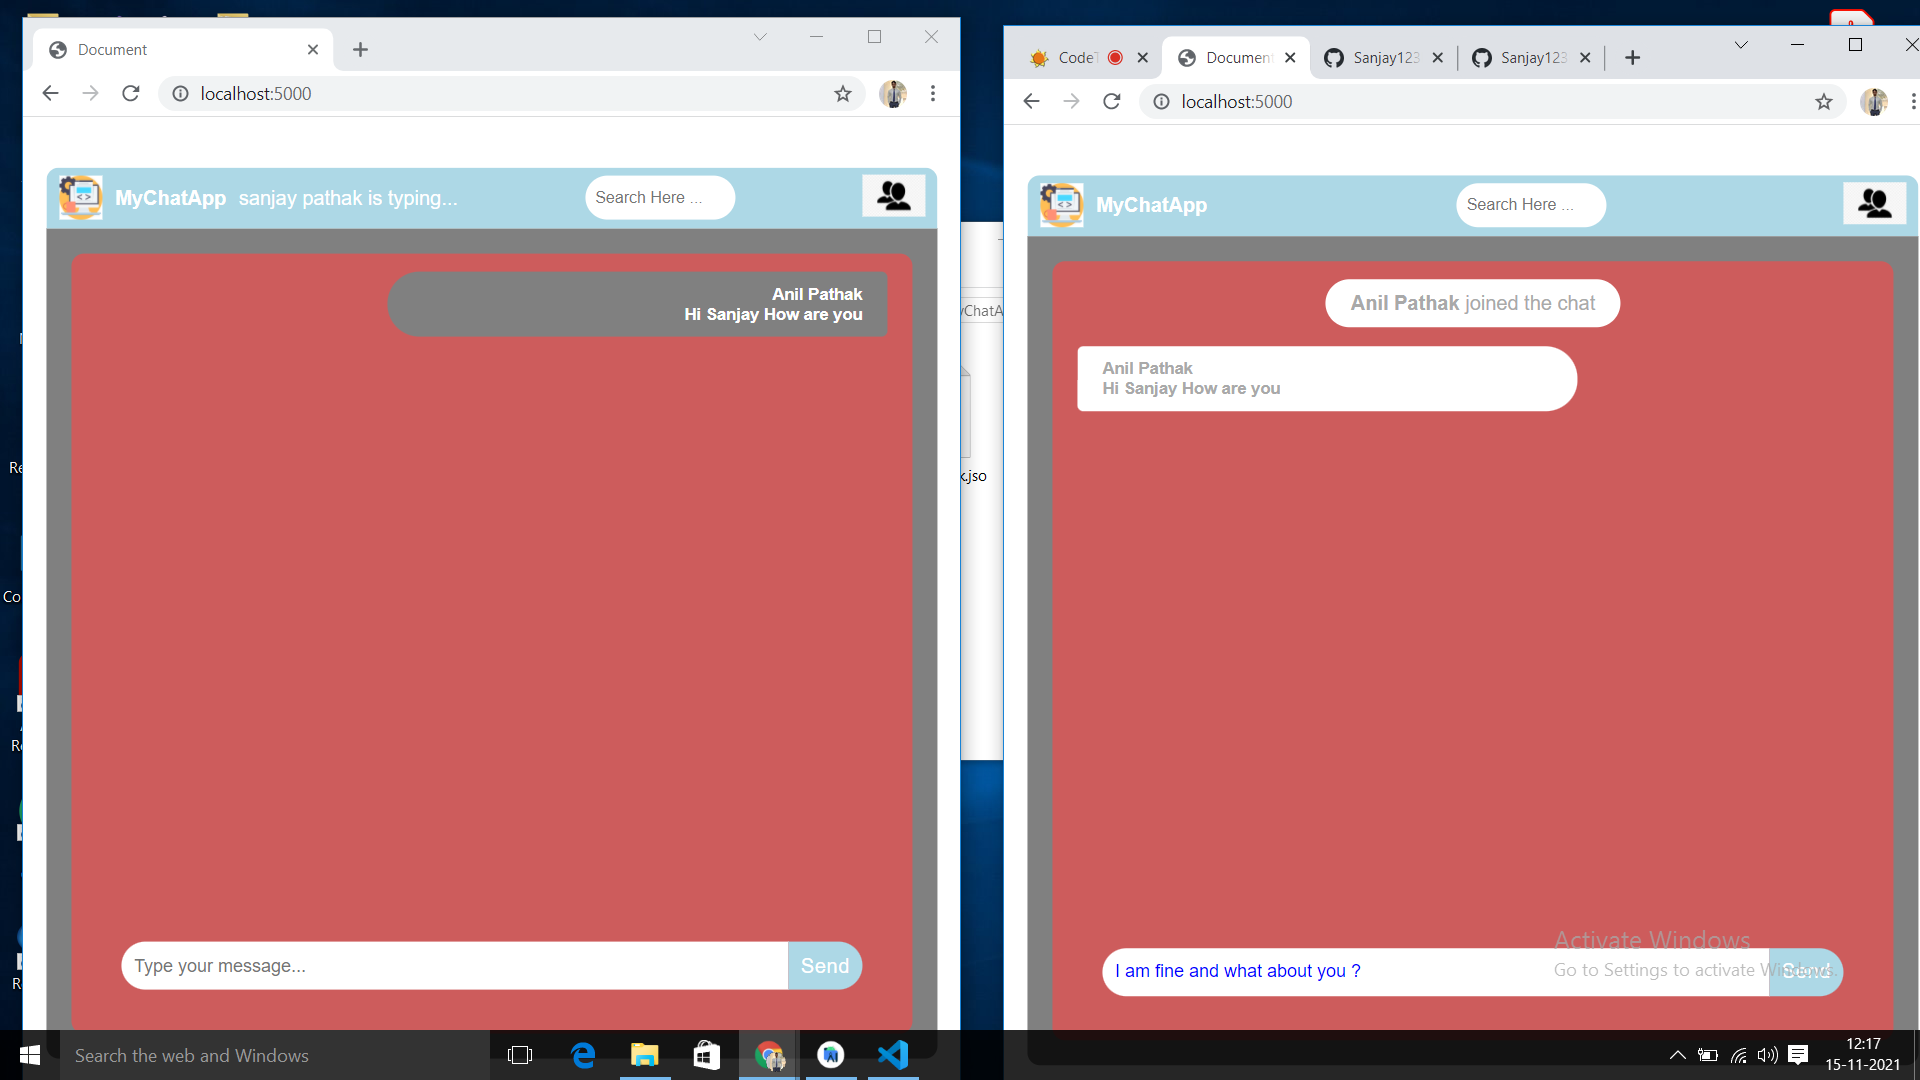 Document
localhost:5000
MyChatApp sanjay pathak is typing...
Search Here ...
Anil Pathak
Hi Sanjay How are you
Type your message...
Send
.jso
Document
Sanjay123
Sanjay123
localhost:5000
MyChatApp
Search Here ...
Anil Pathak joined the chat
Anil Pathak
Hi Sanjay How are you
I am fine and what about you ?
Send
Activate Windows
Go to Settings to activate Windows.
Search the web and Windows
12:17
15-11-2021